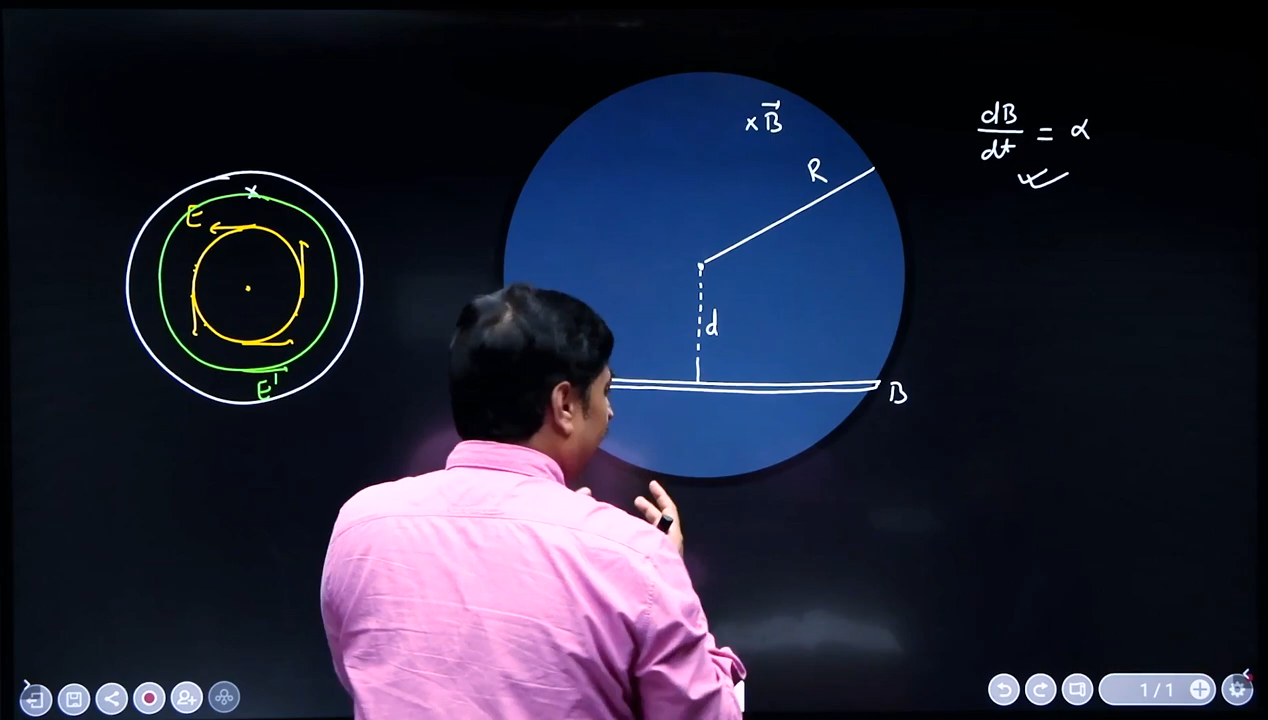 x B⃗
dB/dt = α
R
E
d
E'
B
1/1